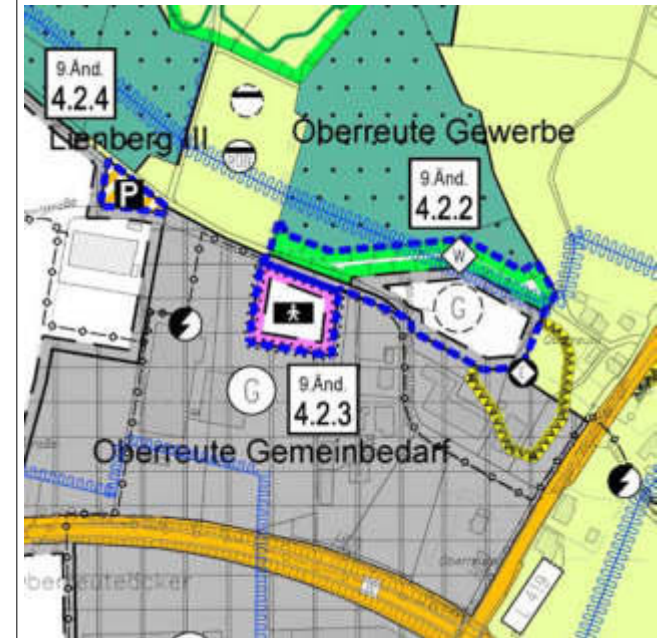 9.Änd.
4.2.4
Lienberg III
P
Oberreute Gewerbe
9.Änd.
4.2.2
W
G
G
9.Änd.
4.2.3
Oberreute Gemeinbedarf
Oberreute
L 419